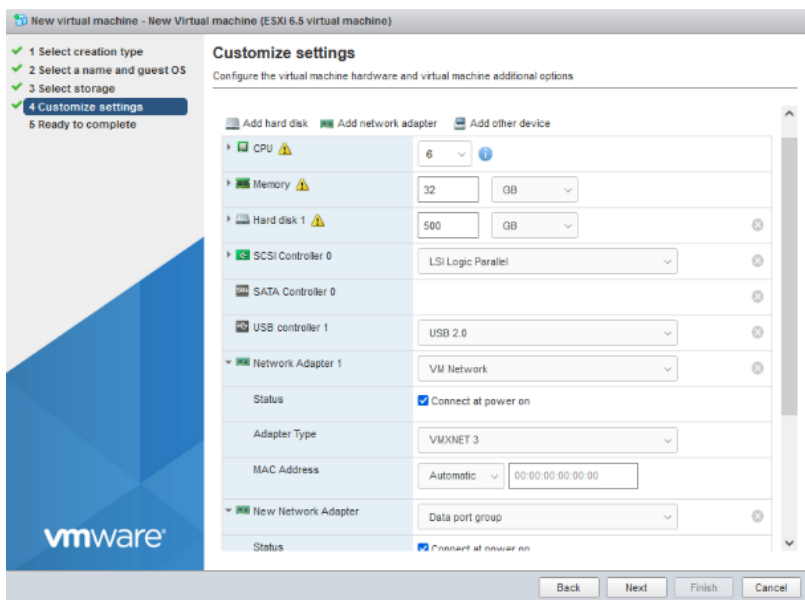 New virtual machine - New Virtual machine (ESXi 6.5 virtual machine)
1 Select creation type
2 Select a name and guest OS
3 Select storage
4 Customize settings
5 Ready to complete
Customize settings
Configure the virtual machine hardware and virtual machine additional options
Add hard disk Add network adapter Add other device
CPU 6
Memory 32 GB
Hard disk 1 500 GB
SCSI Controller 0 LSI Logic Parallel
SATA Controller 0
USB controller 1 USB 2.0
Network Adapter 1 VM Network
Status Connect at power on
Adapter Type VMXNET 3
MAC Address Automatic 00:00:00:00:00:00
New Network Adapter Data port group
Status Connect at power on
vmware
Back Next Finish Cancel